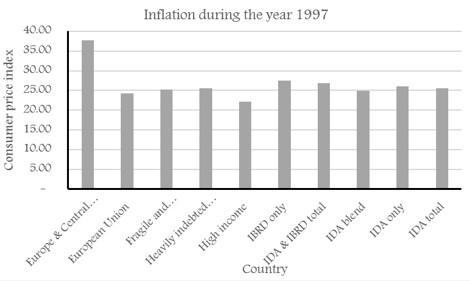 Inflation during the year 1997
Consumer price index
40.00
35.00
30.00
25.00
20.00
15.00
10.00
5.00
-
Europe & Central...
European Union
Fragile and...
Heavily indebted...
High income
IBRD only
IDA & IBRD total
IDA blend
IDA only
IDA total
Country